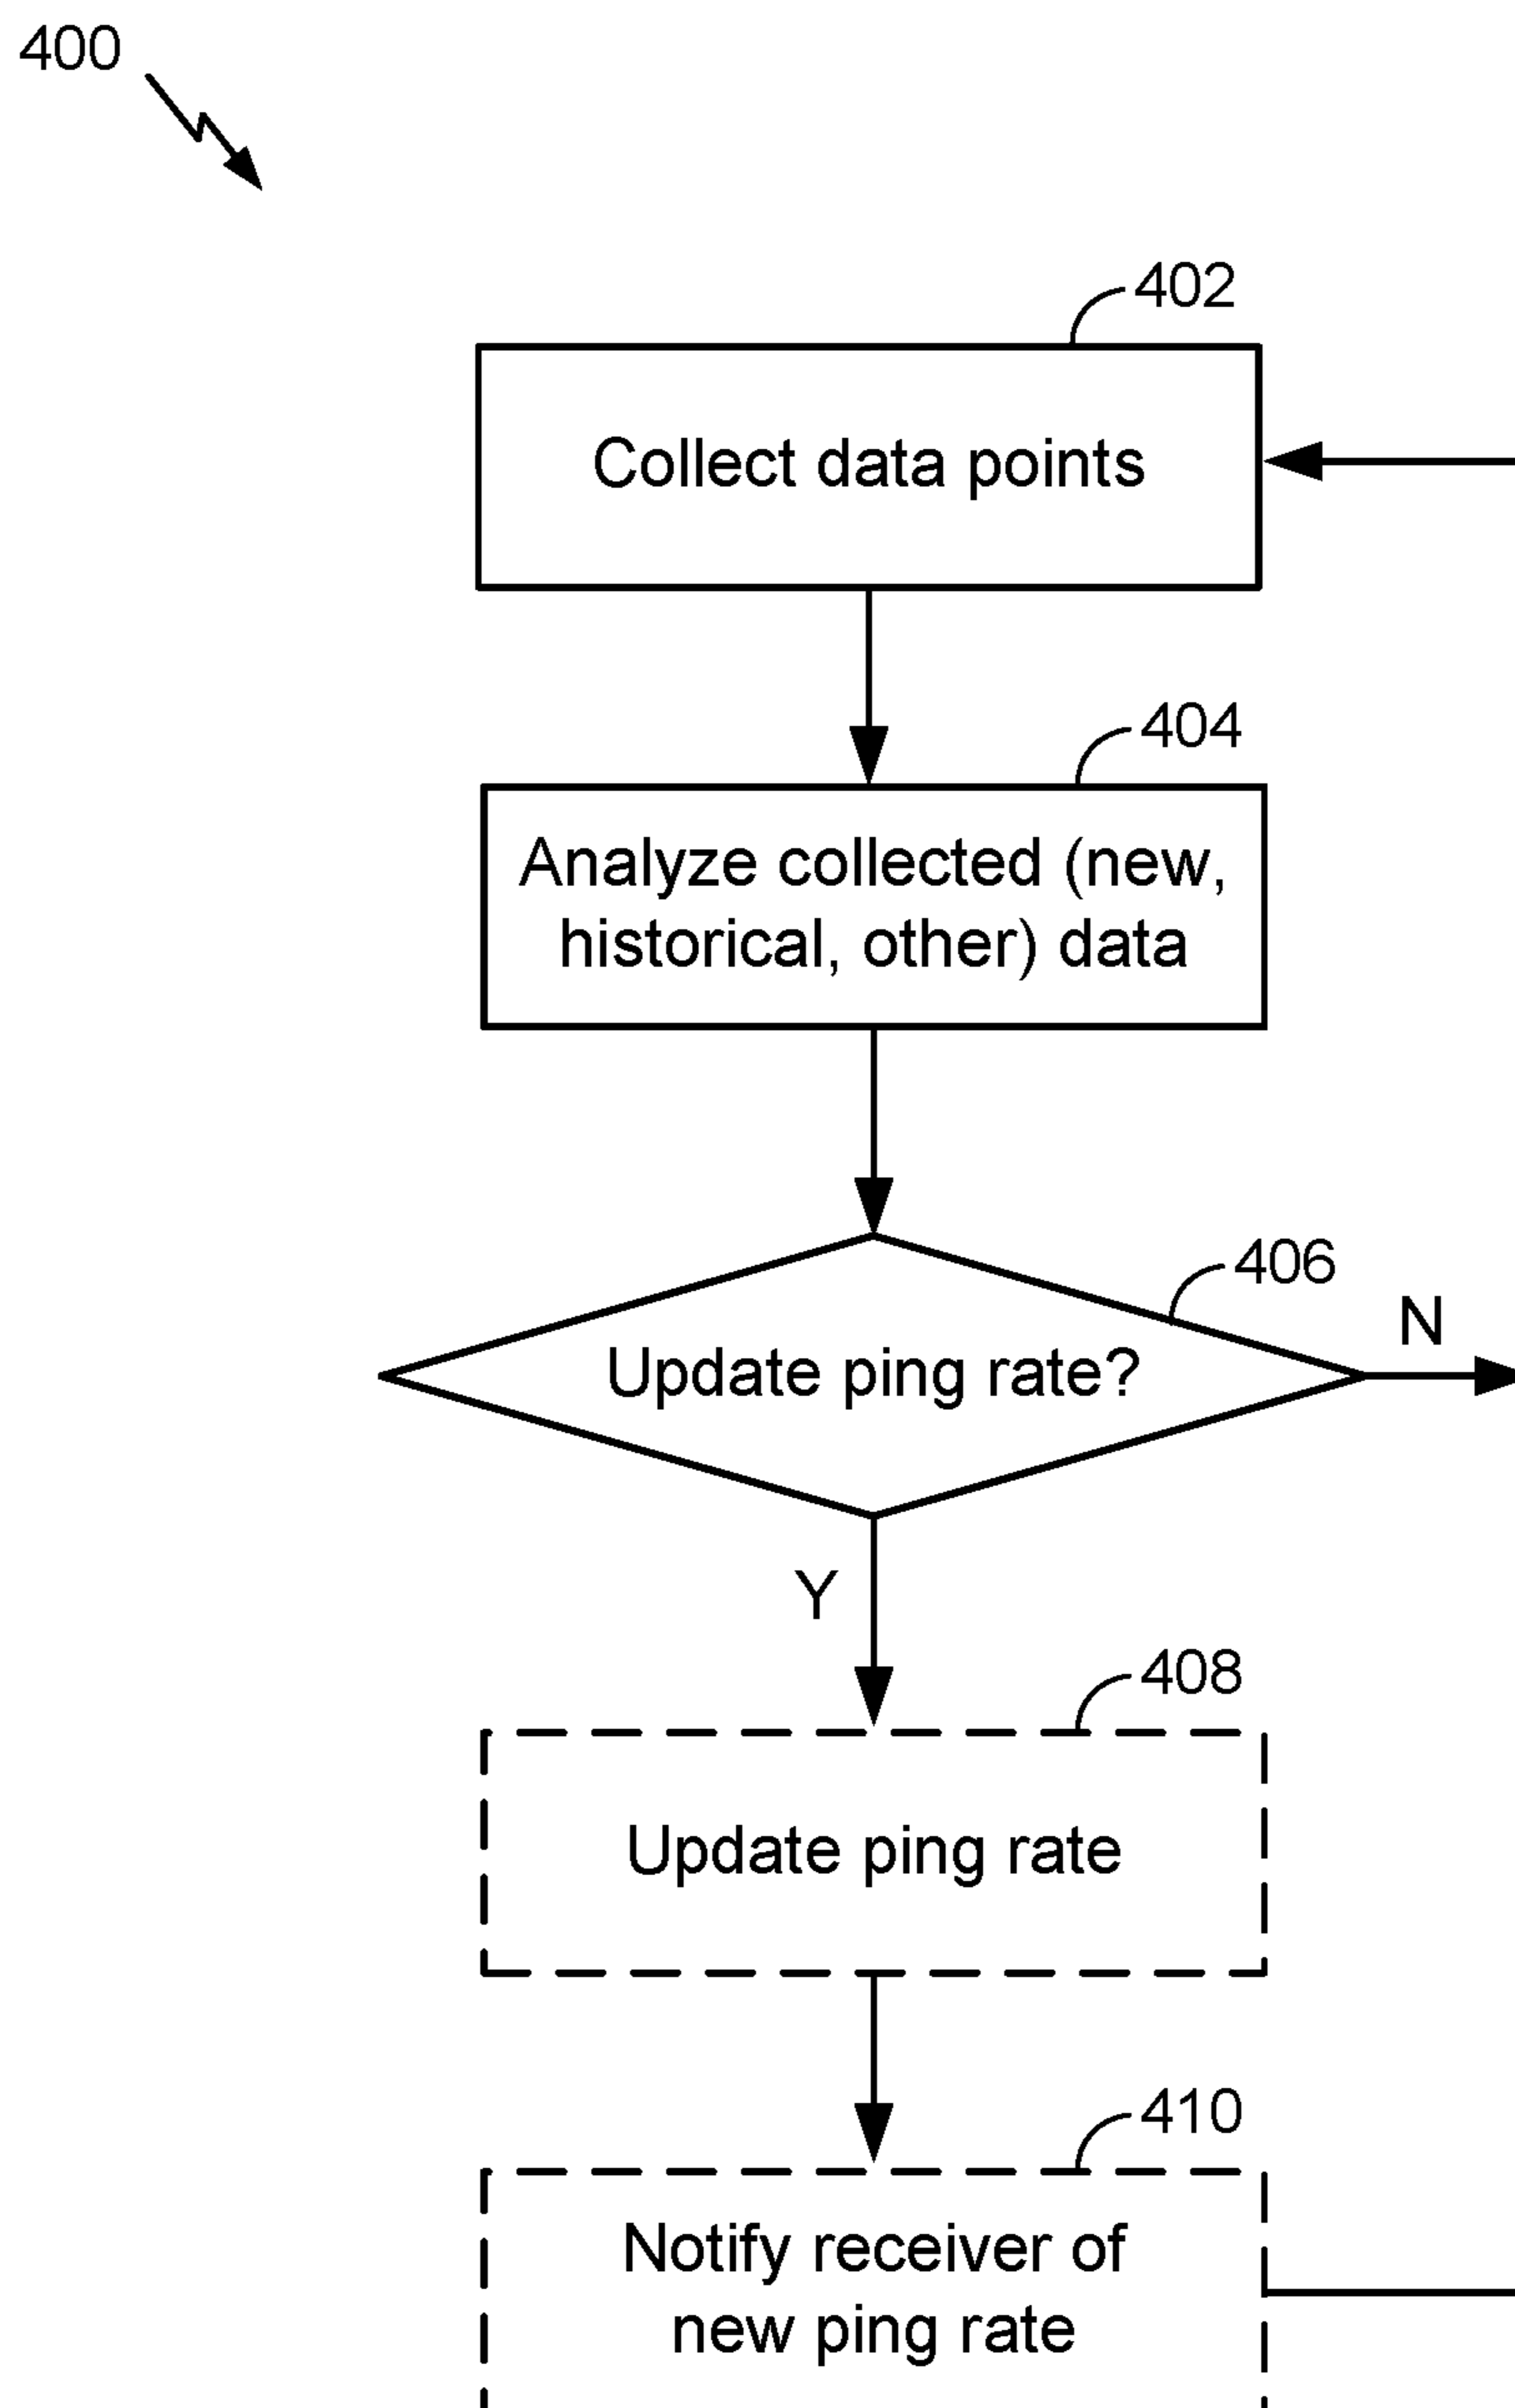 400
402
Collect data points
404
Analyze collected (new,
historical, other) data
406
N
Update ping rate?
Y
408
Update ping rate
410
Notify receiver of
new ping rate